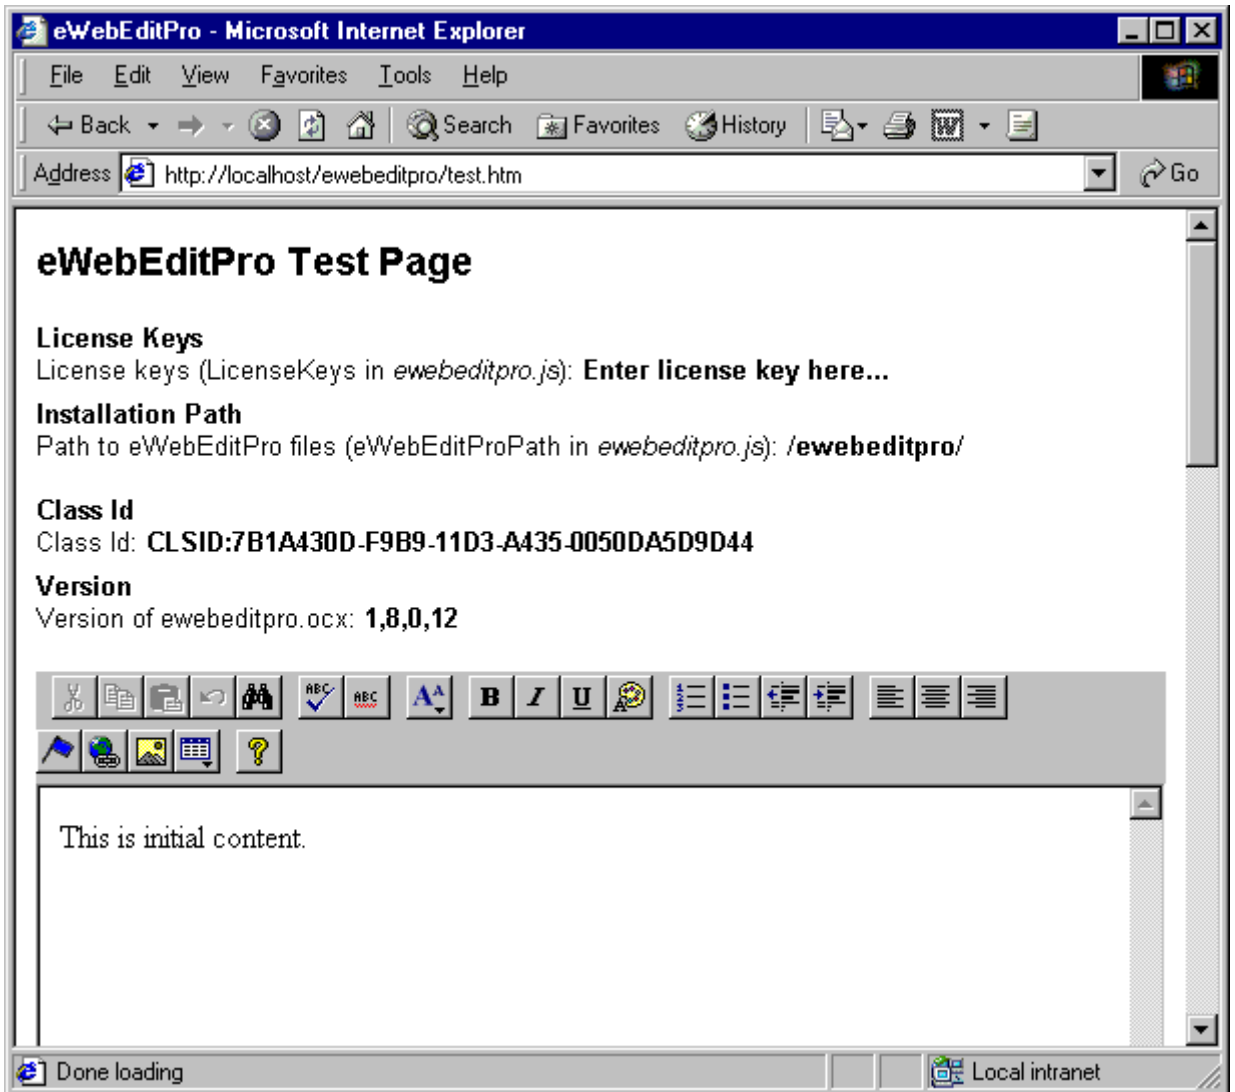 eWebEditPro - Microsoft Internet Explorer
File Edit View Favorites Tools Help
Back Search Favorites History
Address http://localhost/ewebeditpro/test.htm Go
eWebEditPro Test Page
License Keys
License keys (LicenseKeys in ewebeditpro.js): Enter license key here...
Installation Path
Path to eWebEditPro files (eWebEditProPath in ewebeditpro.js): /ewebeditpro/
Class Id
Class Id: CLSID:7B1A430D-F9B9-11D3-A435-0050DA5D9D44
Version
Version of ewebeditpro.ocx: 1,8,0,12
ABC ABC A A B I U A
This is initial content.
Done loading Local intranet